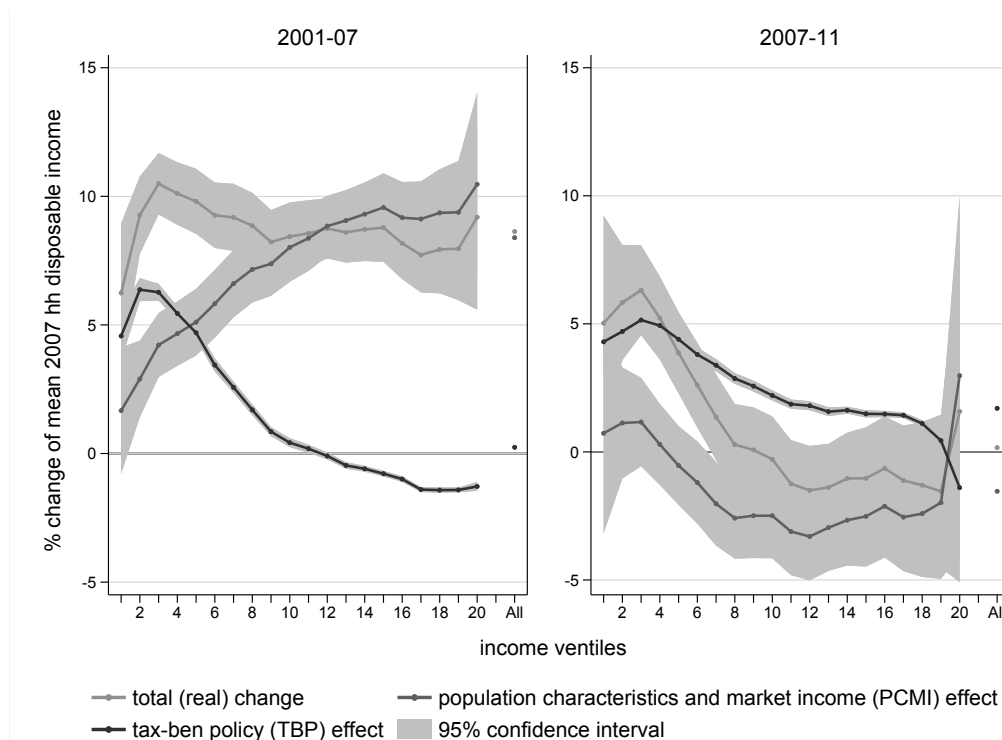 2001-07
2007-11
% change of mean 2007 hh disposable income
15
10
5
0
-5
2 4 6 8 10 12 14 16 18 20 All
15
10
5
0
-5
2 4 6 8 10 12 14 16 18 20 Al
income ventiles
total (real) change
population characteristics and market income (PCMI) effect
tax-ben policy (TBP) effect
95% confidence interval